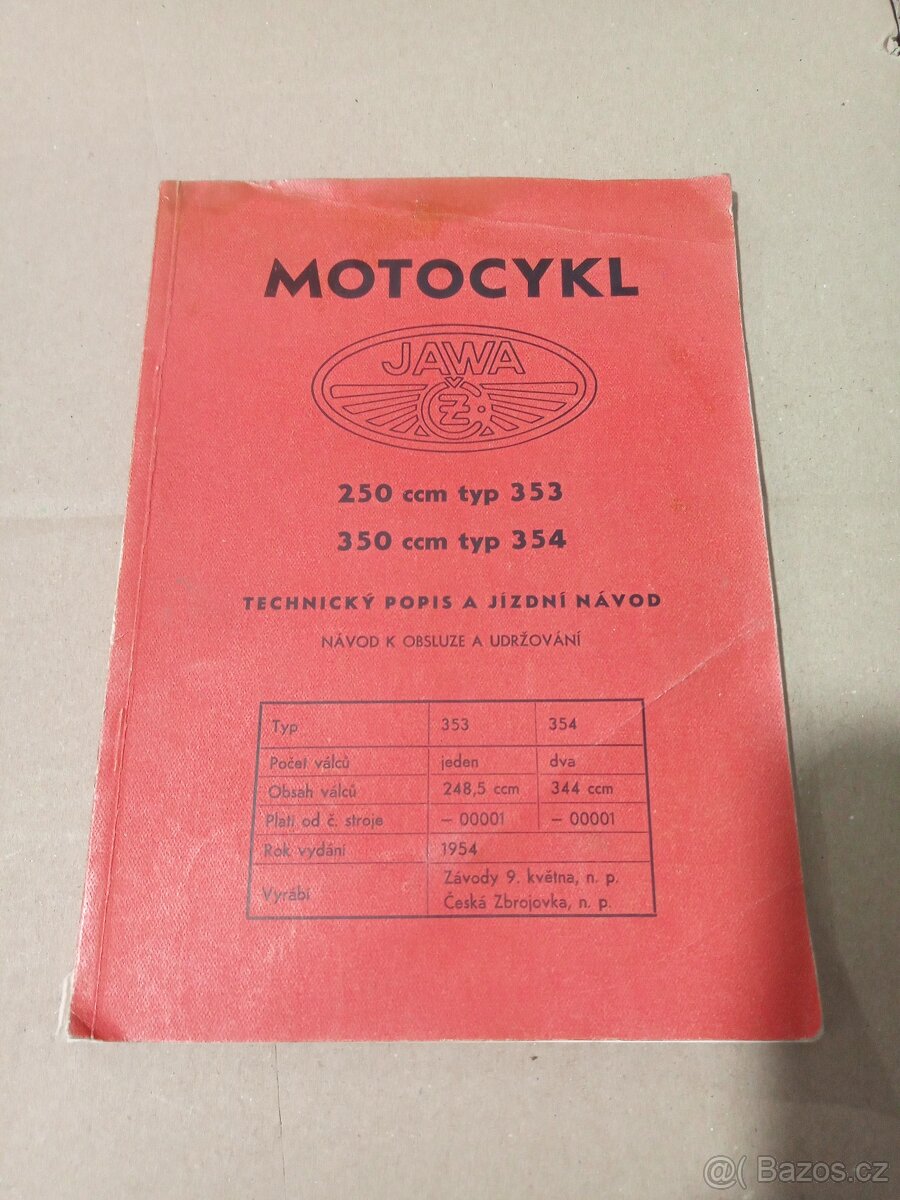 MOTOCYKL
JAWA
ČZ
250 ccm typ 353
350 ccm typ 354
TECHNICKÝ POPIS A JÍZDNÍ NÁVOD
NÁVOD K OBSLUZE A UDRŽOVÁNÍ
Typ 353 354
Počet válců jeden dva
Obsah válců 248,5 ccm 344 ccm
Platí od č. stroje – 00001 – 00001
Rok vydání 1954
Vyrábí Závody 9. května, n. p.
Česká Zbrojovka, n. p.
@( Bazos.cz